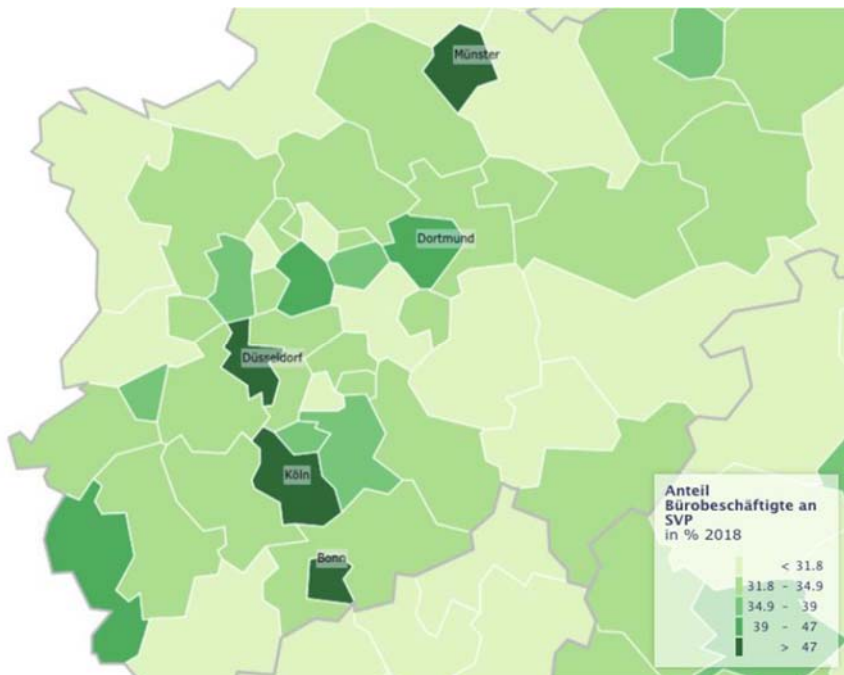 Münster
Dortmund
Düsseldorf
Köln
Bonn
Anteil
Bürobeschäftigte an
SVP
in % 2018
< 31.8
31.8 - 34.9
34.9 - 39
39 - 47
> 47